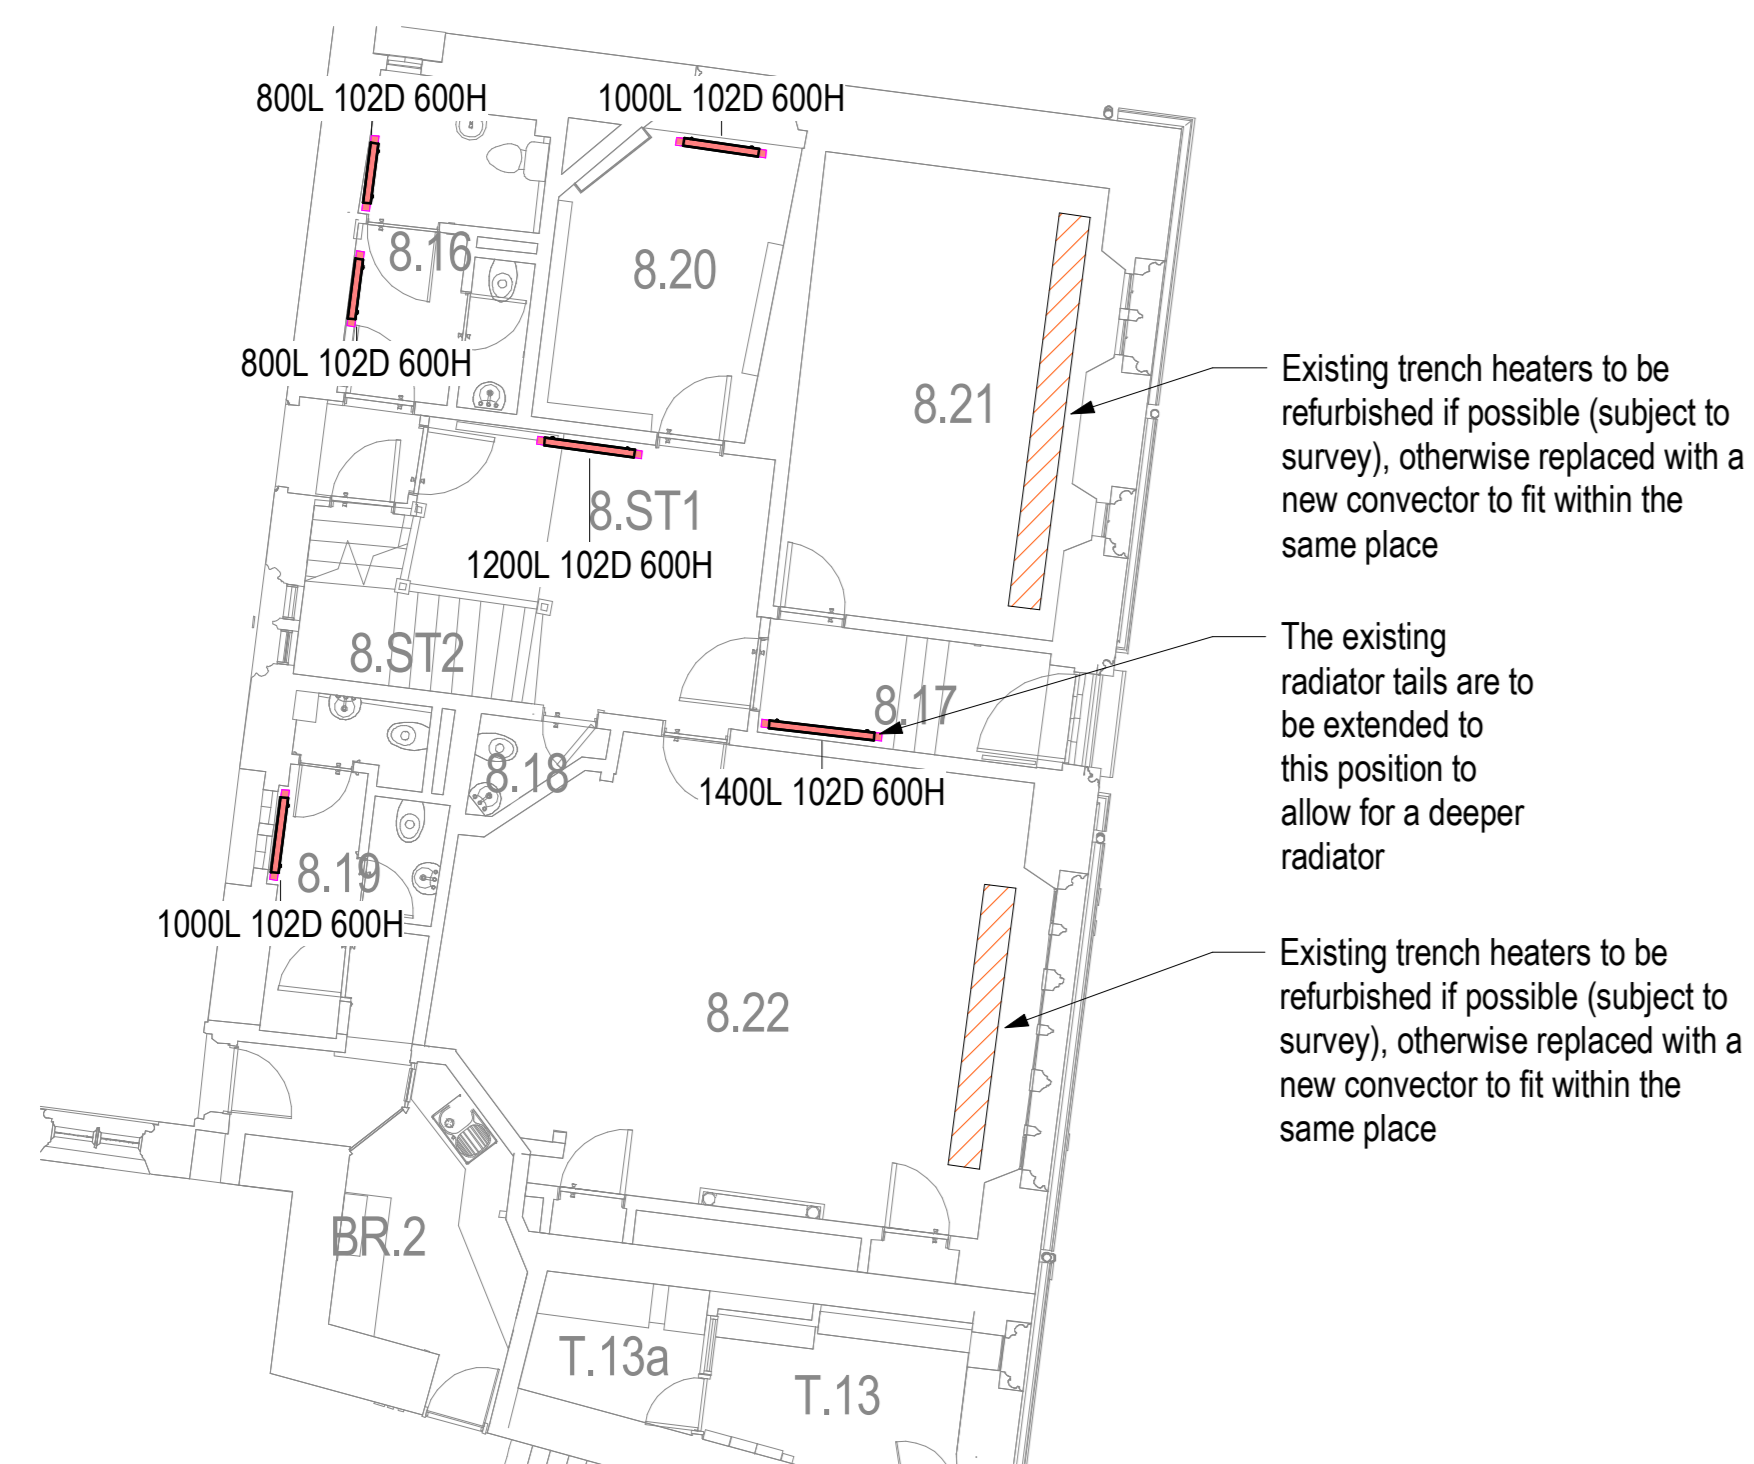 800L 102D 600H
1000L 102D 600H
8.16
8.20
800L 102D 600H
8.21
Existing trench heaters to be
refurbished if possible (subject to
survey), otherwise replaced with a
new convector to fit within the
same place
8.ST1
1200L 102D 600H
8.ST2
The existing
radiator tails are to
be extended to
this position to
allow for a deeper
radiator
8.17
8.18
1400L 102D 600H
8.19
1000L 102D 600H
8.22
Existing trench heaters to be
refurbished if possible (subject to
survey), otherwise replaced with a
new convector to fit within the
same place
BR.2
T.13a
T.13